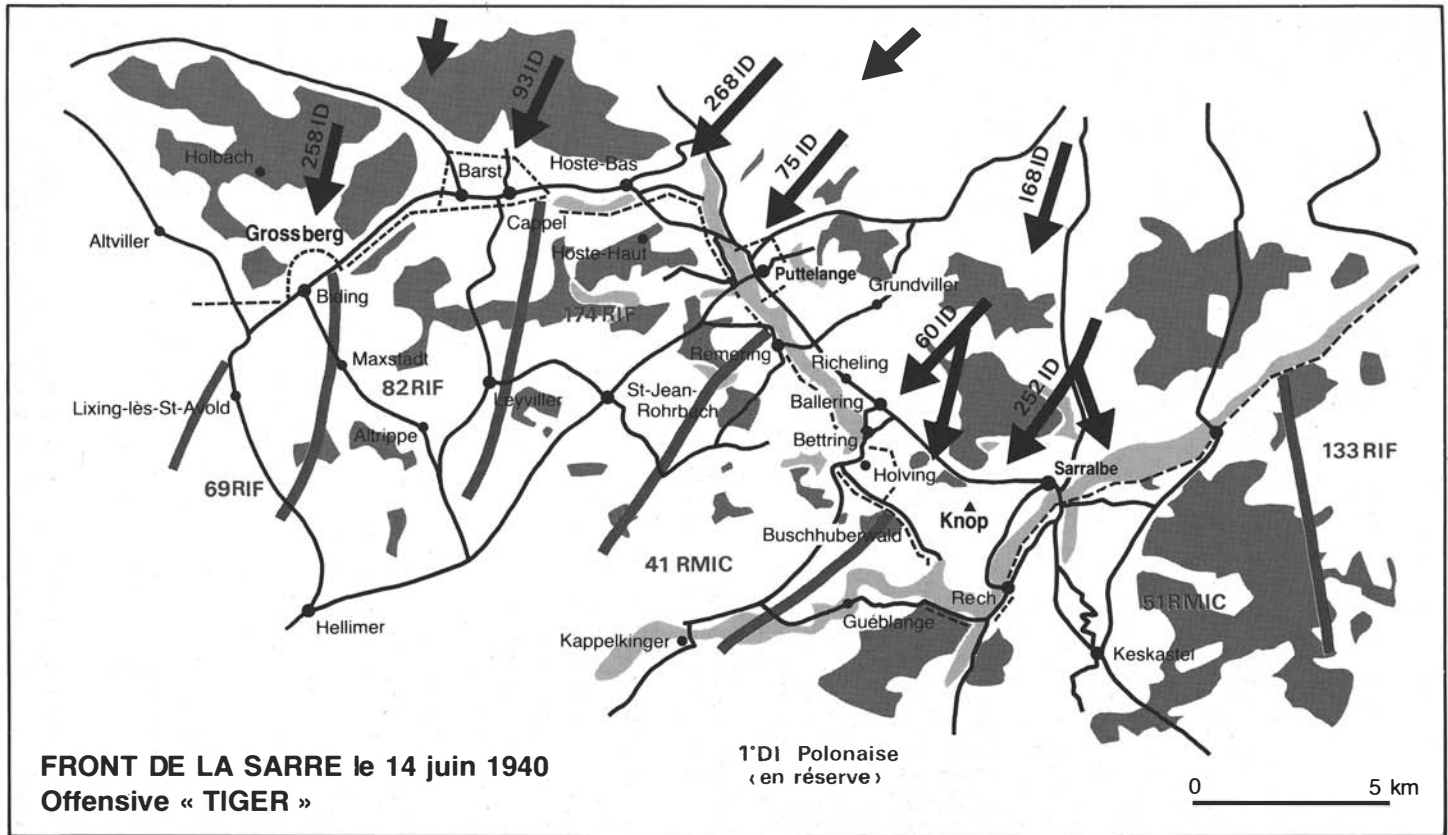 93 ID
268 ID
258 ID
75 ID
168 ID
Holbach
Barst
Hoste-Bas
Cappel
Altviller
Grossberg
Hoste-Haut
Puttelange
Biding
Grundviller
174 RIF
60 ID
Maxstadt
Remering
Richeling
82 RIF
252 ID
Lixing-lès-St-Avold
Leyviller
St-Jean-
Rohrbach
Ballering
Altrippe
Bettring
133 RIF
69 RIF
Holving
Sarralbe
Knop
Buschhuberwald
41 RMIC
Rech
51 RMIC
Hellimer
Guéblange
Kappelkinger
Keskastel
1°DI Polonaise
‹ en réserve ›
FRONT DE LA SARRE le 14 juin 1940
Offensive « TIGER »
0 5 km